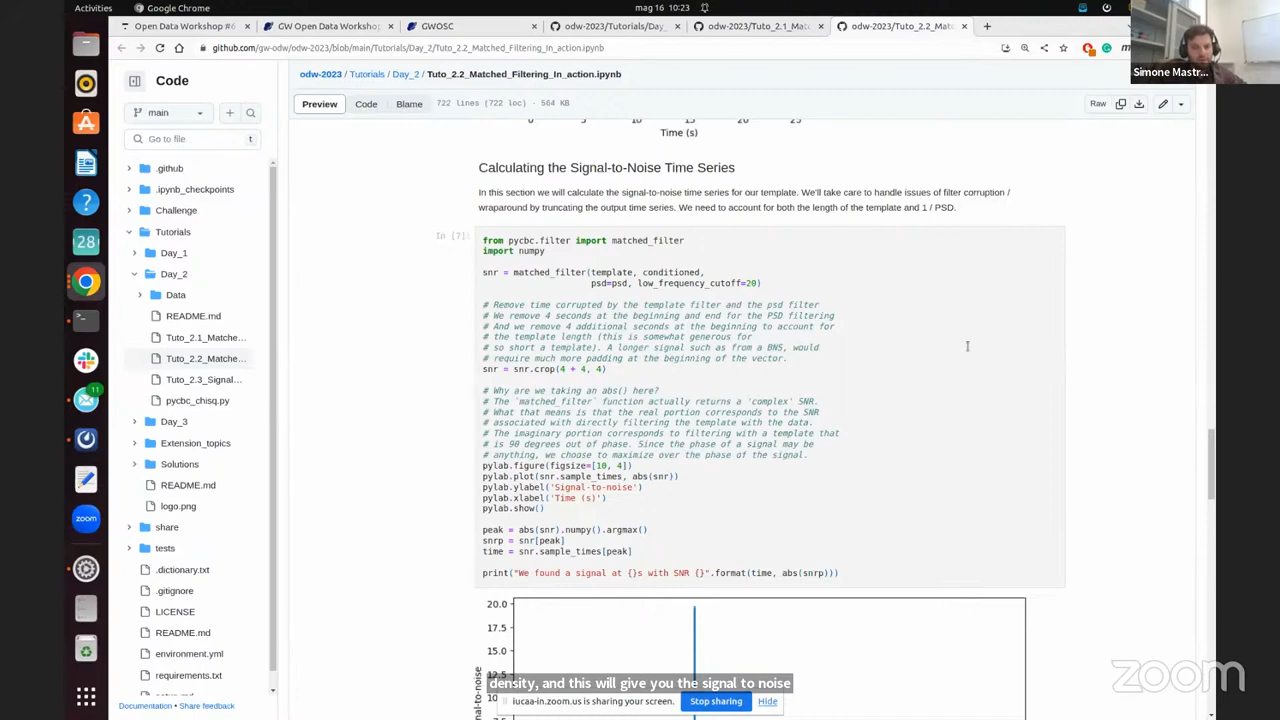 Activities
Google Chrome
mag 16 10:23
Simone Mastr...
Open Data Workshop #6
GW Open Data Workshop
GWOSC
odw-2023/Tutorials/Day_
odw-2023/Tuto_2.1_Mat
odw-2023/Tuto_2.2_Mat
github.com/gw-odw/odw-2023/blob/main/Tutorials/Day_2/Tuto_2.2_Matched_Filtering_In_action.ipynb
Code
odw-2023 / Tutorials / Day_2 / Tuto_2.2_Matched_Filtering_In_action.ipynb
Preview Code Blame 722 lines (722 loc) · 564 KB Raw
main
Go to file t
.github
.ipynb_checkpoints
Challenge
Tutorials
Day_1
Day_2
Data
README.md
Tuto_2.1_Matche...
Tuto_2.2_Matche...
Tuto_2.3_Signal...
pycbc_chisq.py
Day_3
Extension_topics
Solutions
README.md
logo.png
share
tests
.dictionary.txt
.gitignore
LICENSE
README.md
environment.yml
requirements.txt
Documentation · Share feedback
28
11
zoom
0 5 10 15 20 25
Time (s)
Calculating the Signal-to-Noise Time Series
In this section we will calculate the signal-to-noise time series for our template. We'll take care to handle issues of filter corruption /
wraparound by truncating the output time series. We need to account for both the length of the template and 1 / PSD.
In [7]:
from pycbc.filter import matched_filter
import numpy
snr = matched_filter(template, conditioned,
psd=psd, low_frequency_cutoff=20)
# Remove time corrupted by the template filter and the psd filter
# We remove 4 seconds at the beginning and end for the PSD filtering
# And we remove 4 additional seconds at the beginning to account for
# the template length (this is somewhat generous for
# so short a template). A longer signal such as from a BNS, would
# require much more padding at the beginning of the vector.
snr = snr.crop(4 + 4, 4)
# Why are we taking an abs() here?
# The `matched_filter` function actually returns a 'complex' SNR.
# What that means is that the real portion corresponds to the SNR
# associated with directly filtering the template with the data.
# The imaginary portion corresponds to filtering with a template that
# is 90 degrees out of phase. Since the phase of a signal may be
# anything, we choose to maximize over the phase of the signal.
pylab.figure(figsize=[10, 4])
pylab.plot(snr.sample_times, abs(snr))
pylab.ylabel('Signal-to-noise')
pylab.xlabel('Time (s)')
pylab.show()
peak = abs(snr).numpy().argmax()
snrp = snr[peak]
time = snr.sample_times[peak]
print("We found a signal at {}s with SNR {}".format(time, abs(snrp)))
20.0
17.5
15.0
12.5
density, and this will give you the signal to noise
lucaa-in.zoom.us is sharing your screen. Stop sharing Hide
zoom